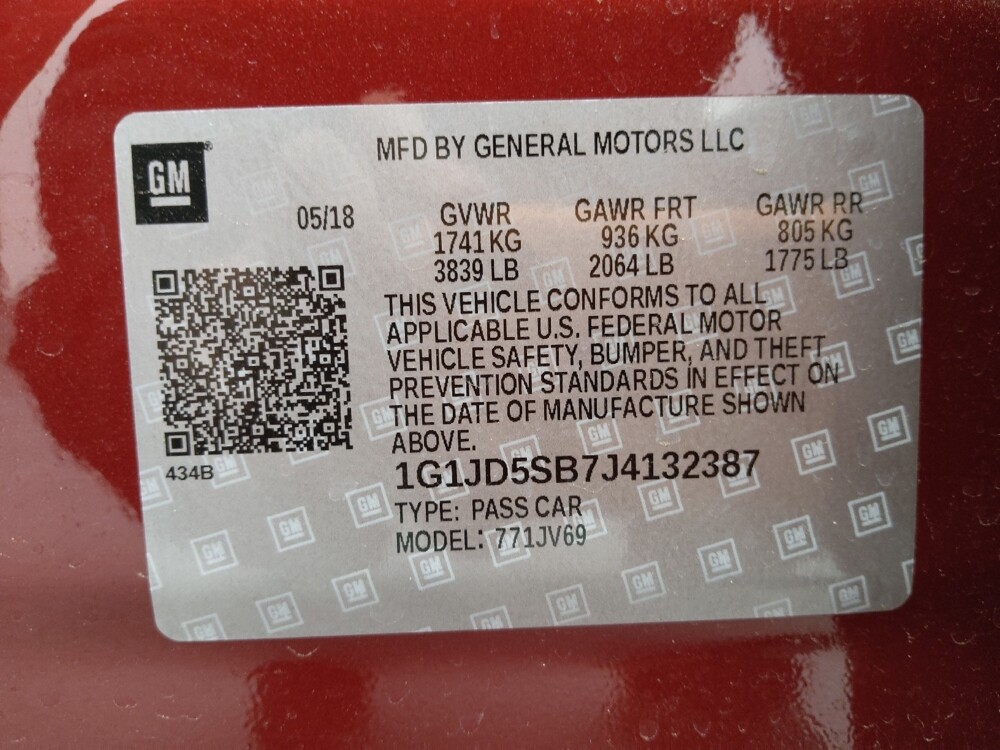 MFD BY GENERAL MOTORS LLC
GM
05/18
GVWR GAWR FRT GAWR RR
1741 KG 936 KG 805 KG
3839 LB 2064 LB 1775 LB
THIS VEHICLE CONFORMS TO ALL
APPLICABLE U.S. FEDERAL MOTOR
VEHICLE SAFETY, BUMPER, AND THEFT
PREVENTION STANDARDS IN EFFECT ON
THE DATE OF MANUFACTURE SHOWN
ABOVE.
434B
1G1JD5SB7J4132387
TYPE: PASS CAR
MODEL: 771JV69